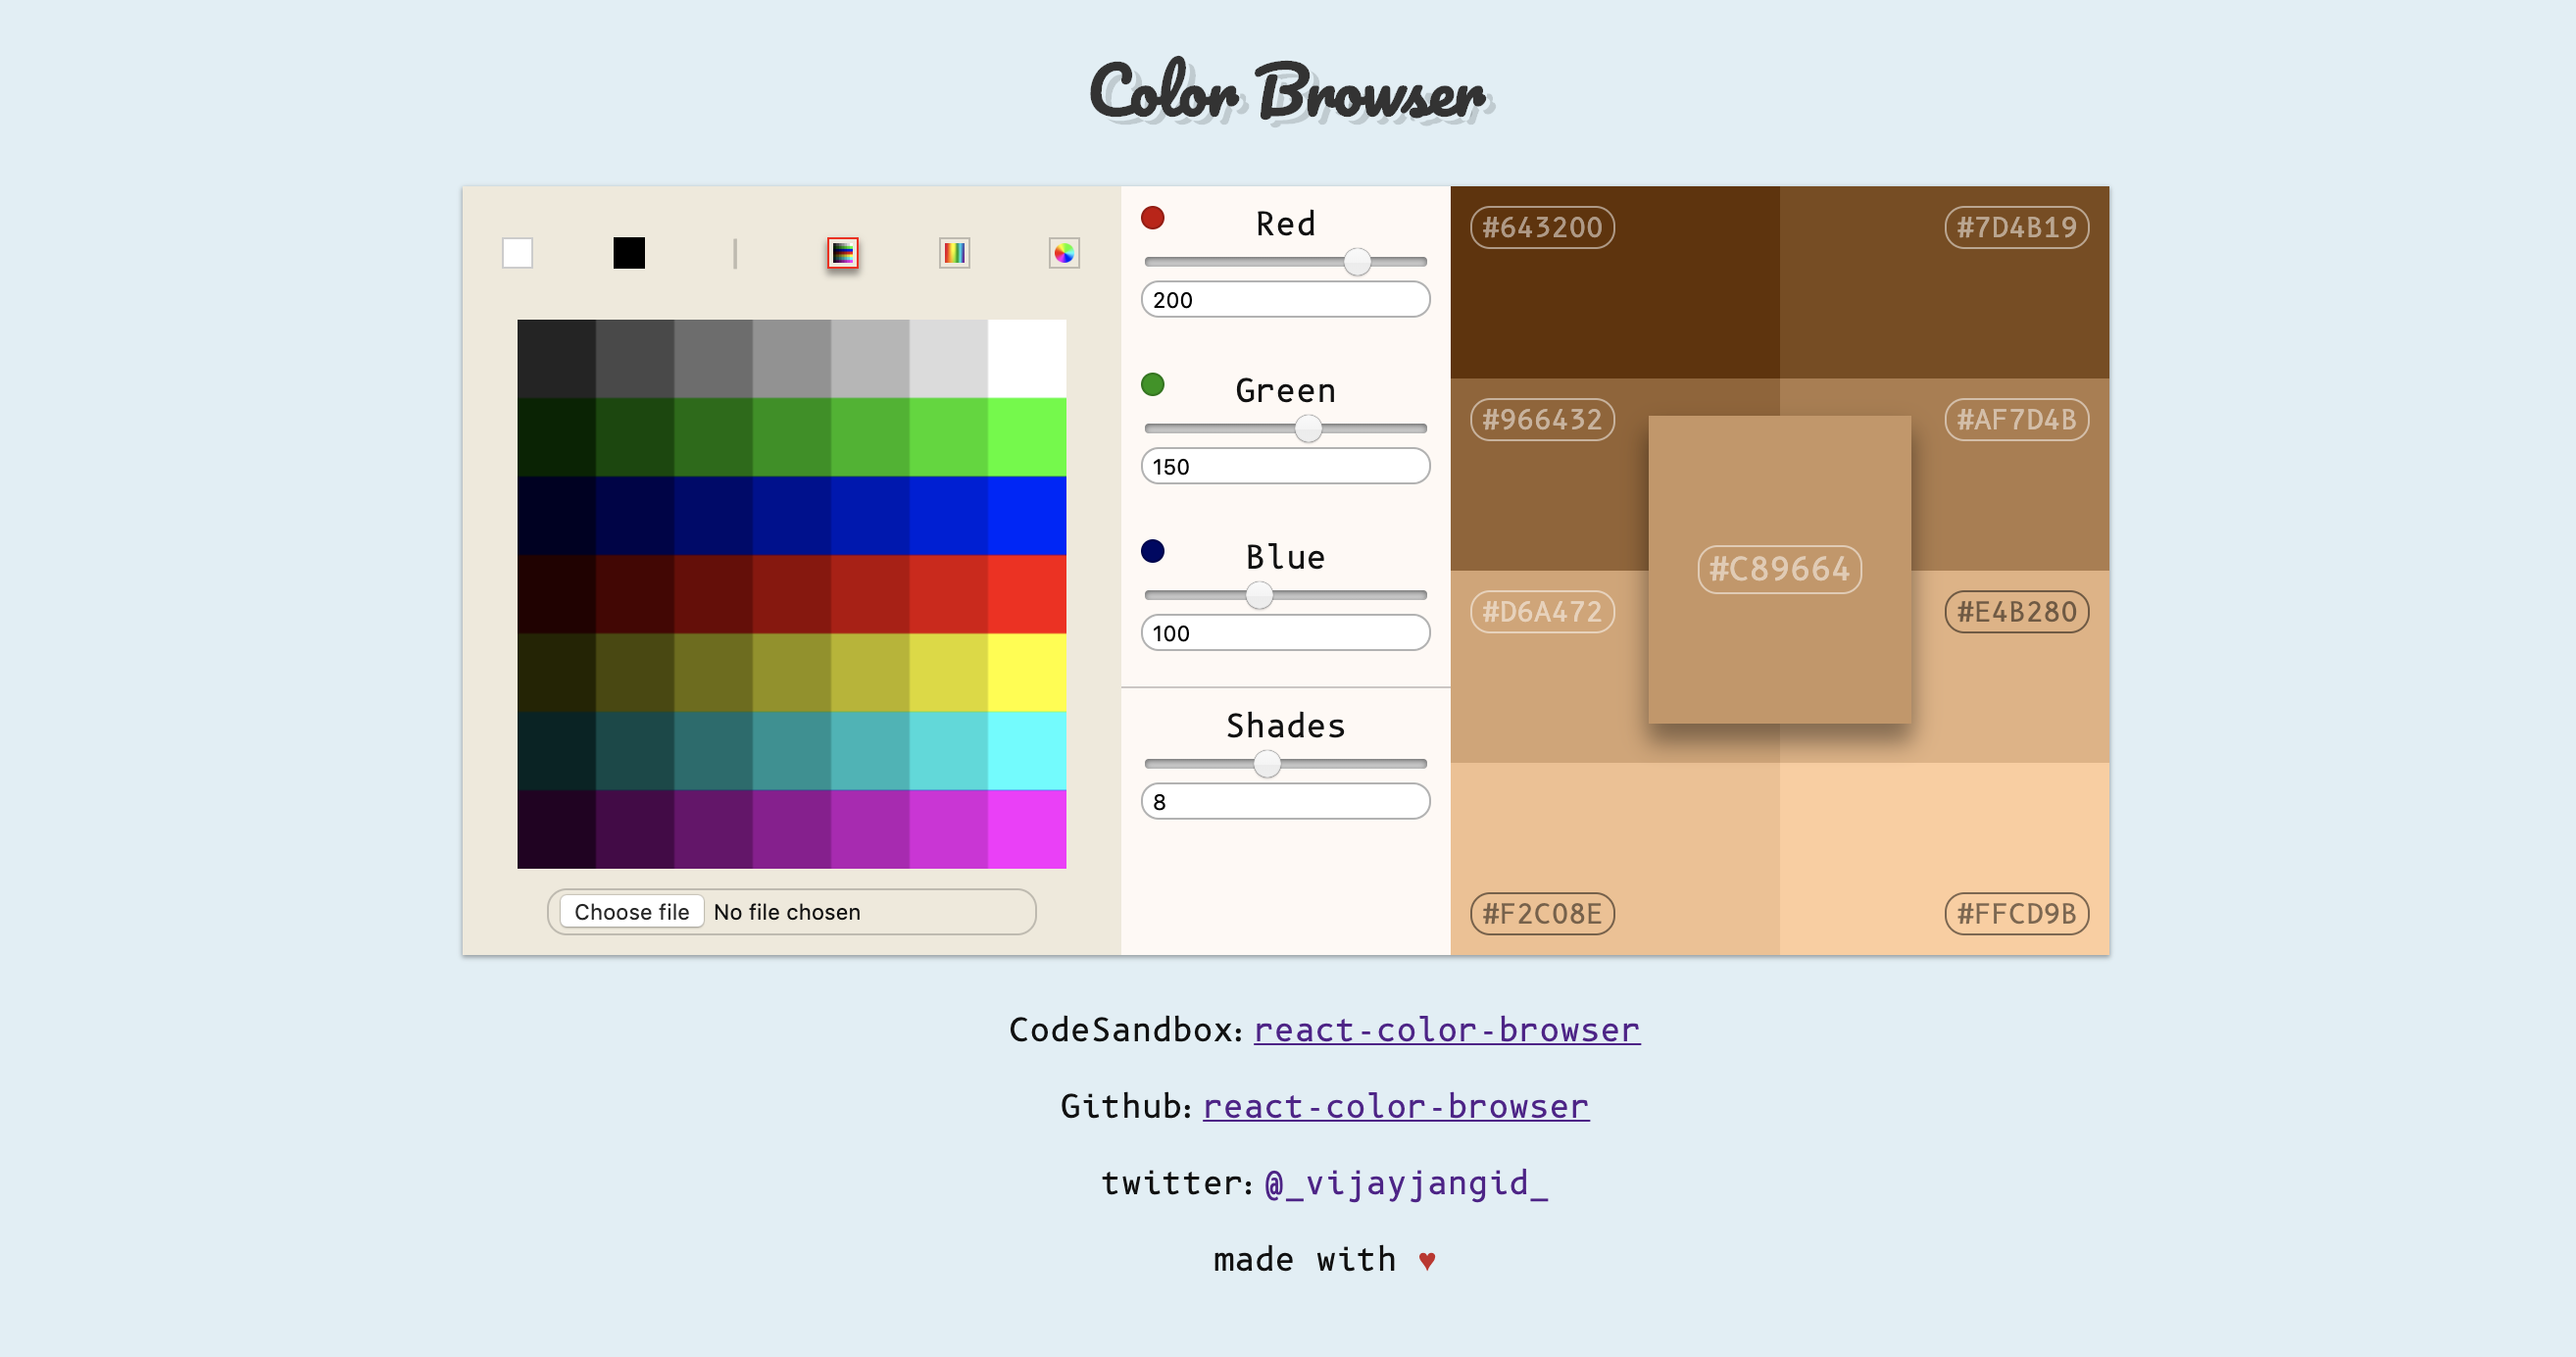 Color Browser
Red
200
Green
150
Blue
100
Shades
8
Choose file No file chosen
#643200
#7D4B19
#966432
#AF7D4B
#C89664
#D6A472
#E4B280
#F2C08E
#FFCD9B
CodeSandbox: react-color-browser
Github: react-color-browser
twitter: @_vijayjangid_
made with ♥